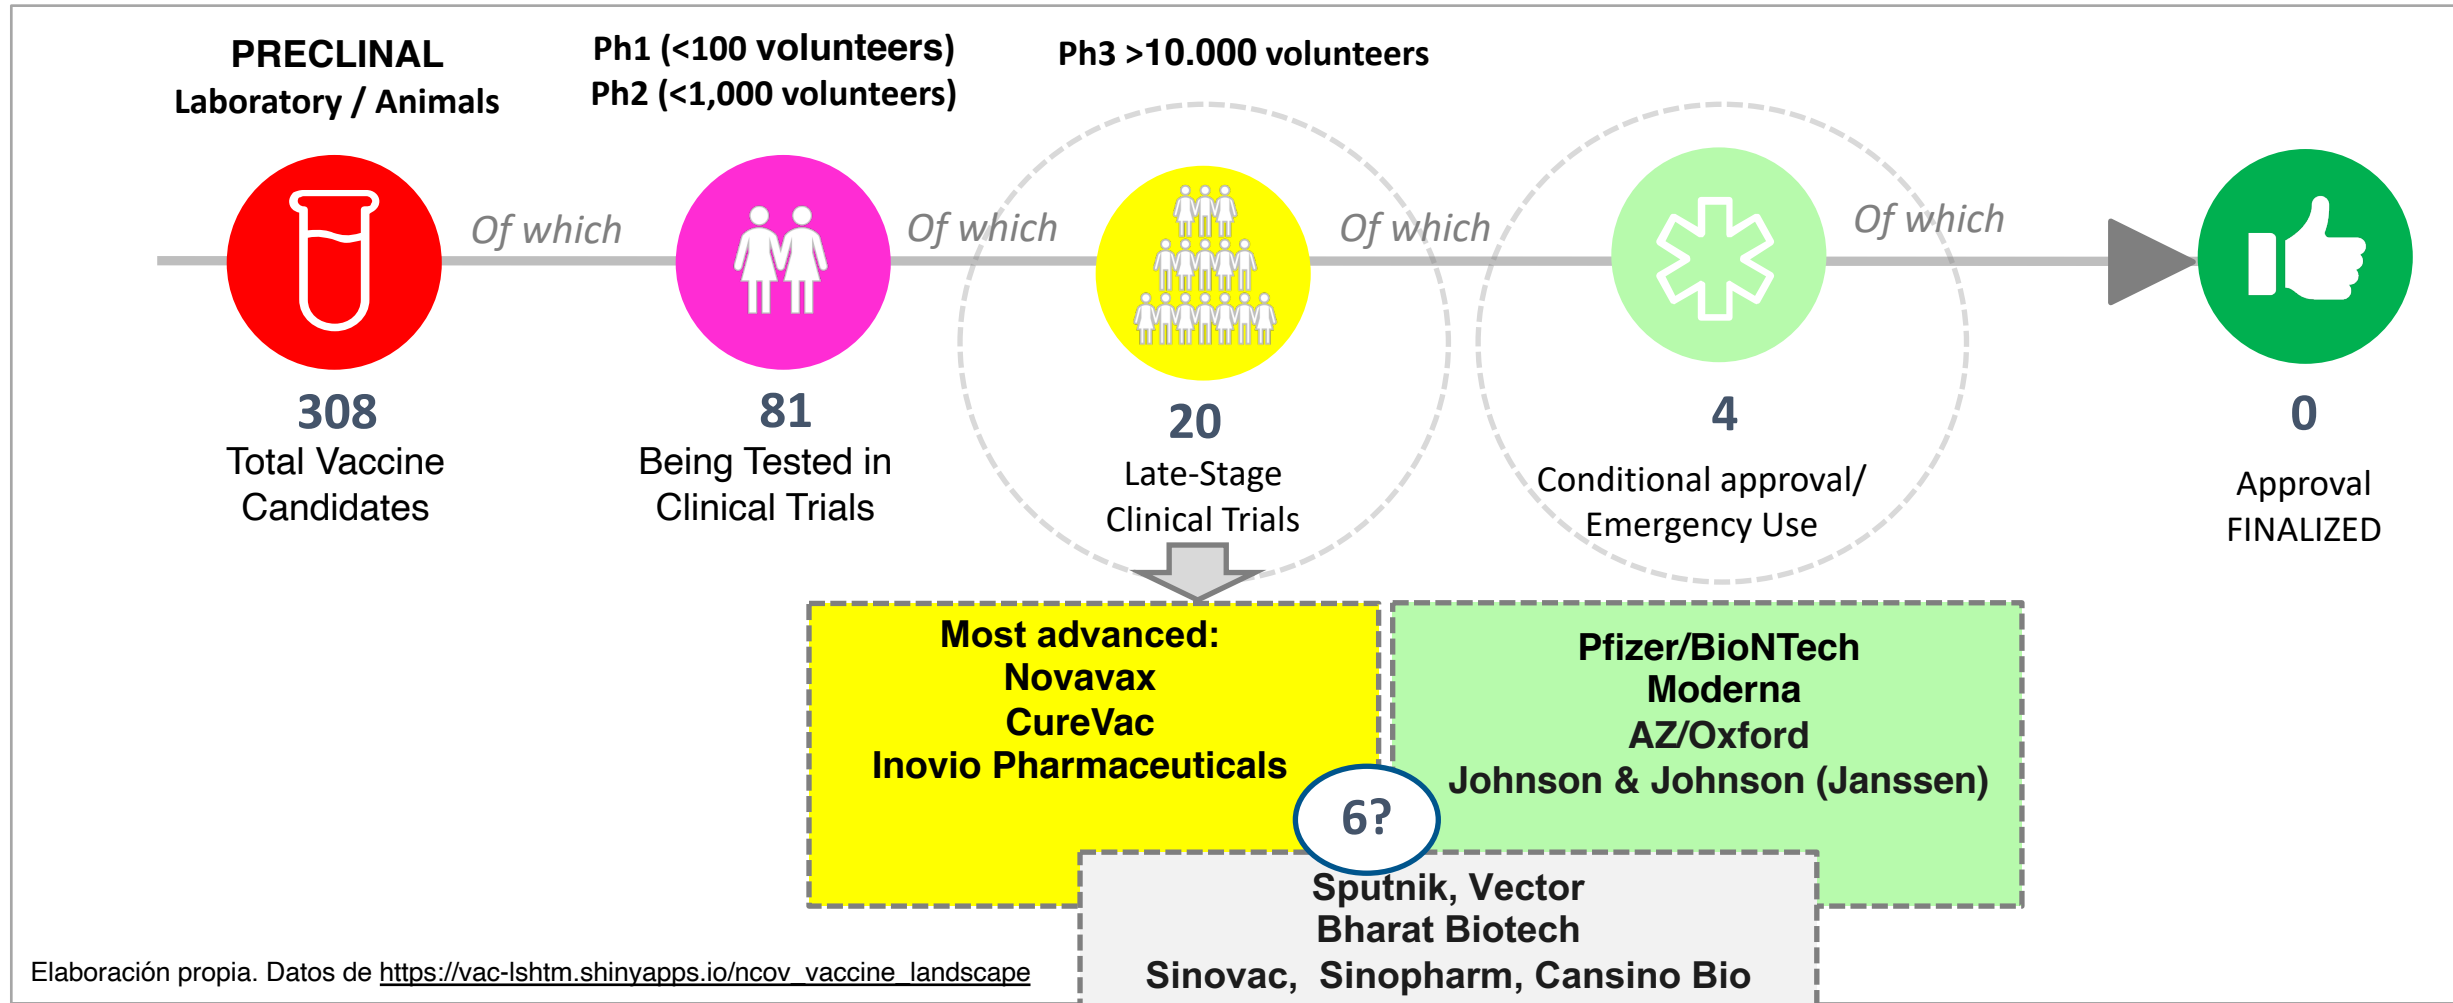 PRECLINAL
Laboratory / Animals
Ph1 (<100 volunteers)
Ph2 (<1,000 volunteers)
Ph3 >10.000 volunteers
Of which
Of which
Of which
Of which
308
Total Vaccine
Candidates
81
Being Tested in
Clinical Trials
20
Late-Stage
Clinical Trials
4
Conditional approval/
Emergency Use
0
Approval
FINALIZED
Most advanced:
Novavax
CureVac
Inovio Pharmaceuticals
Pfizer/BioNTech
Moderna
AZ/Oxford
Johnson & Johnson (Janssen)
6?
Sputnik, Vector
Bharat Biotech
Sinovac, Sinopharm, Cansino Bio
Elaboración propia. Datos de https://vac-lshtm.shinyapps.io/ncov_vaccine_landscape